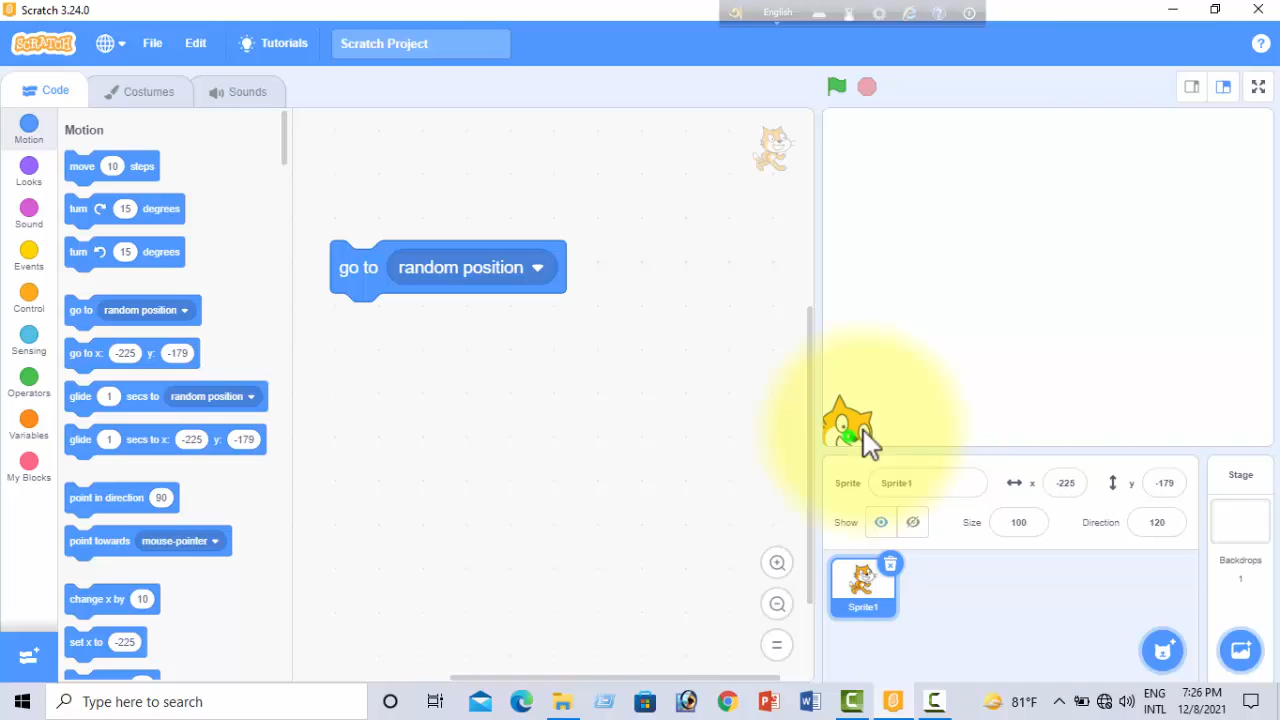 Scratch 3.24.0
English
SCRATCH
File
Edit
Tutorials
Scratch Project
?
Code
Costumes
Sounds
Motion
Looks
Sound
Events
Control
Sensing
Operators
Variables
My Blocks
Motion
move 10 steps
turn 15 degrees
turn 15 degrees
go to random position
go to x: -225 y: -179
glide 1 secs to random position
glide 1 secs to x: -225 y: -179
point in direction 90
point towards mouse-pointer
change x by 10
set x to -225
go to random position
Sprite Sprite1 x -225 y -179
Show Size 100 Direction 120
Sprite1
Stage
Backdrops
1
Type here to search
81°F
ENG
INTL
7:26 PM
12/8/2021